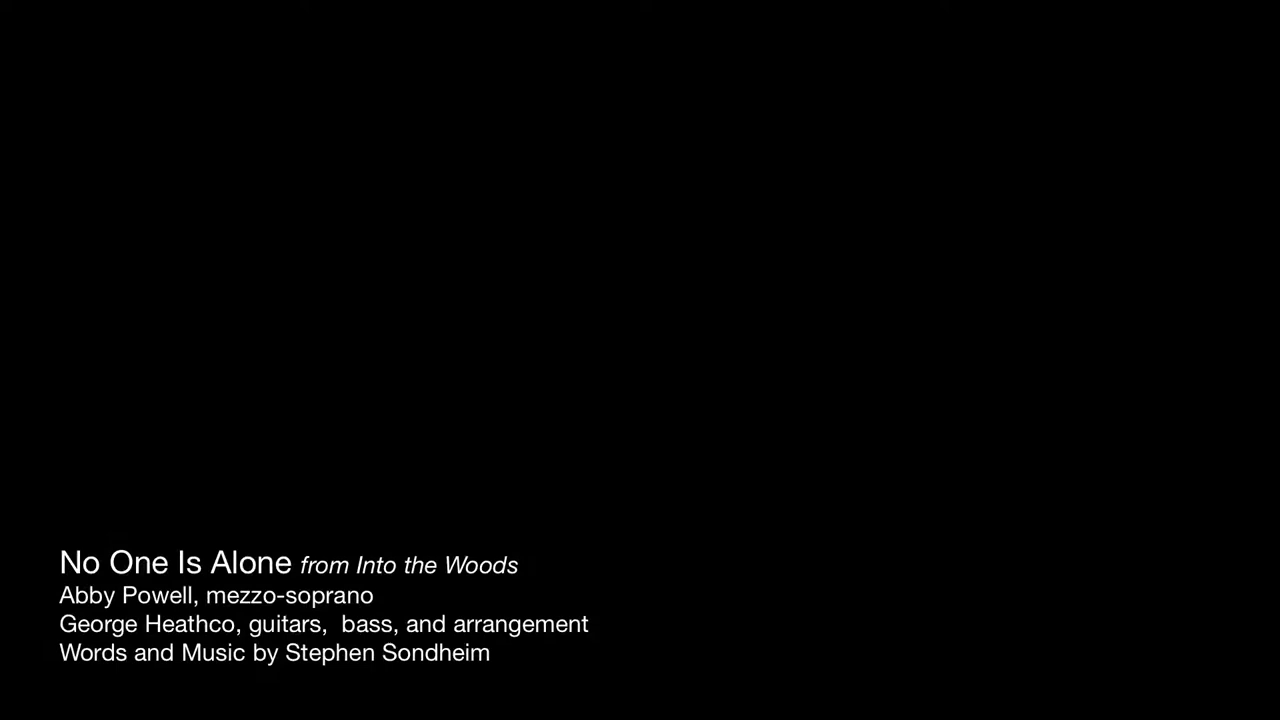 No One Is Alone from Into the Woods
Abby Powell, mezzo-soprano
George Heathco, guitars,  bass, and arrangement
Words and Music by Stephen Sondheim